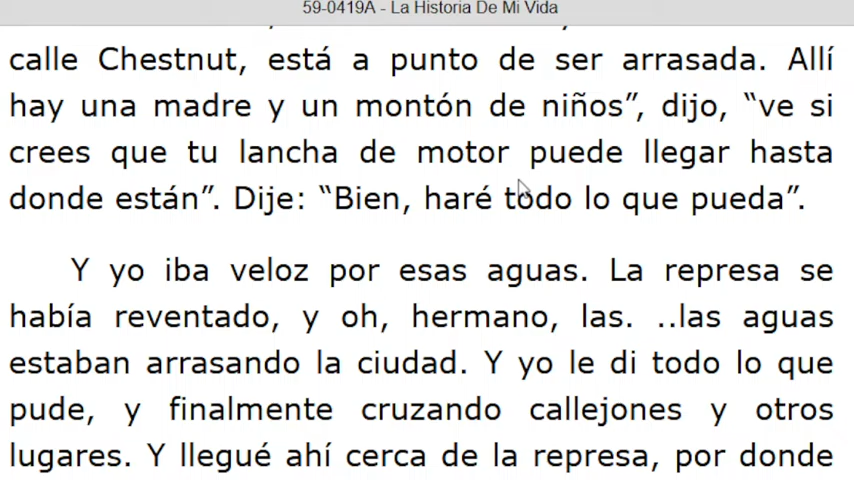 59-0419A - La Historia De Mi Vida
calle Chestnut, está a punto de ser arrasada. Allí
hay una madre y un montón de niños”, dijo, “ve si
crees que tu lancha de motor puede llegar hasta
donde están”. Dije: “Bien, haré todo lo que pueda”.
Y yo iba veloz por esas aguas. La represa se
había reventado, y oh, hermano, las. ..las aguas
estaban arrasando la ciudad. Y yo le di todo lo que
pude, y finalmente cruzando callejones y otros
lugares. Y llegué ahí cerca de la represa, por donde